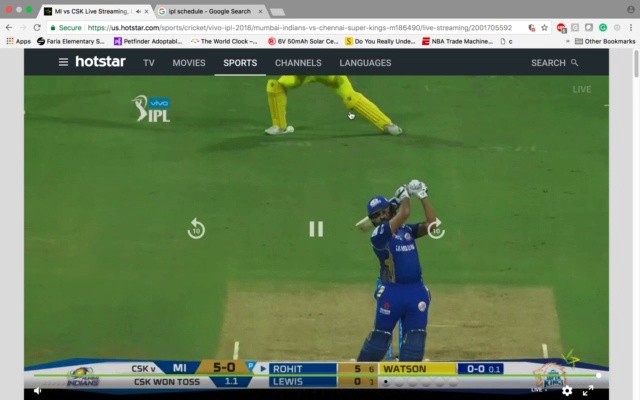 MI vs CSK Live Streaming,
ipl schedule - Google Search
Secure https://us.hotstar.com/sports/cricket/vivo-ipl-2018/mumbai-indians-vs-chennai-super-kings-m186490/live-streaming/2001705592
Apps Faria Elementary S... Petfinder Adoptabl... The World Clock –... 6V 50mAh Solar Ce... Do You Really Unde... NBA Trade Machine... c » Other Bookmarks
hotstar TV MOVIES SPORTS CHANNELS LANGUAGES SEARCH
LIVE
vivo
IPL
10 10
SAMSUNG
CSK v MI 5-0 P ROHIT 5 6 WATSON 0-0 0.1
CSK WON TOSS 1.1 LEWIS 0 1
INDIANS
LIVE